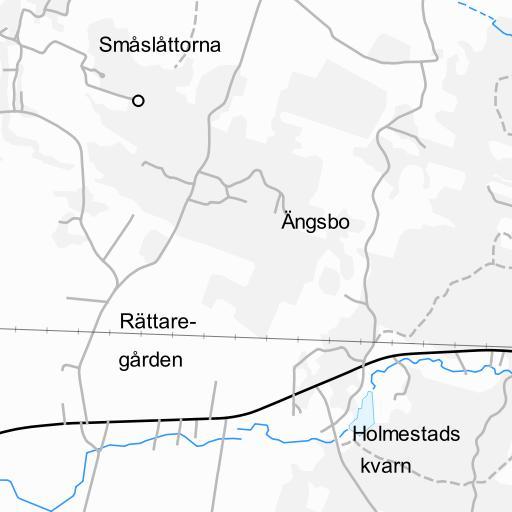 Småslåttorna
Ängsbo
Rättare-
gården
Holmestads
kvarn